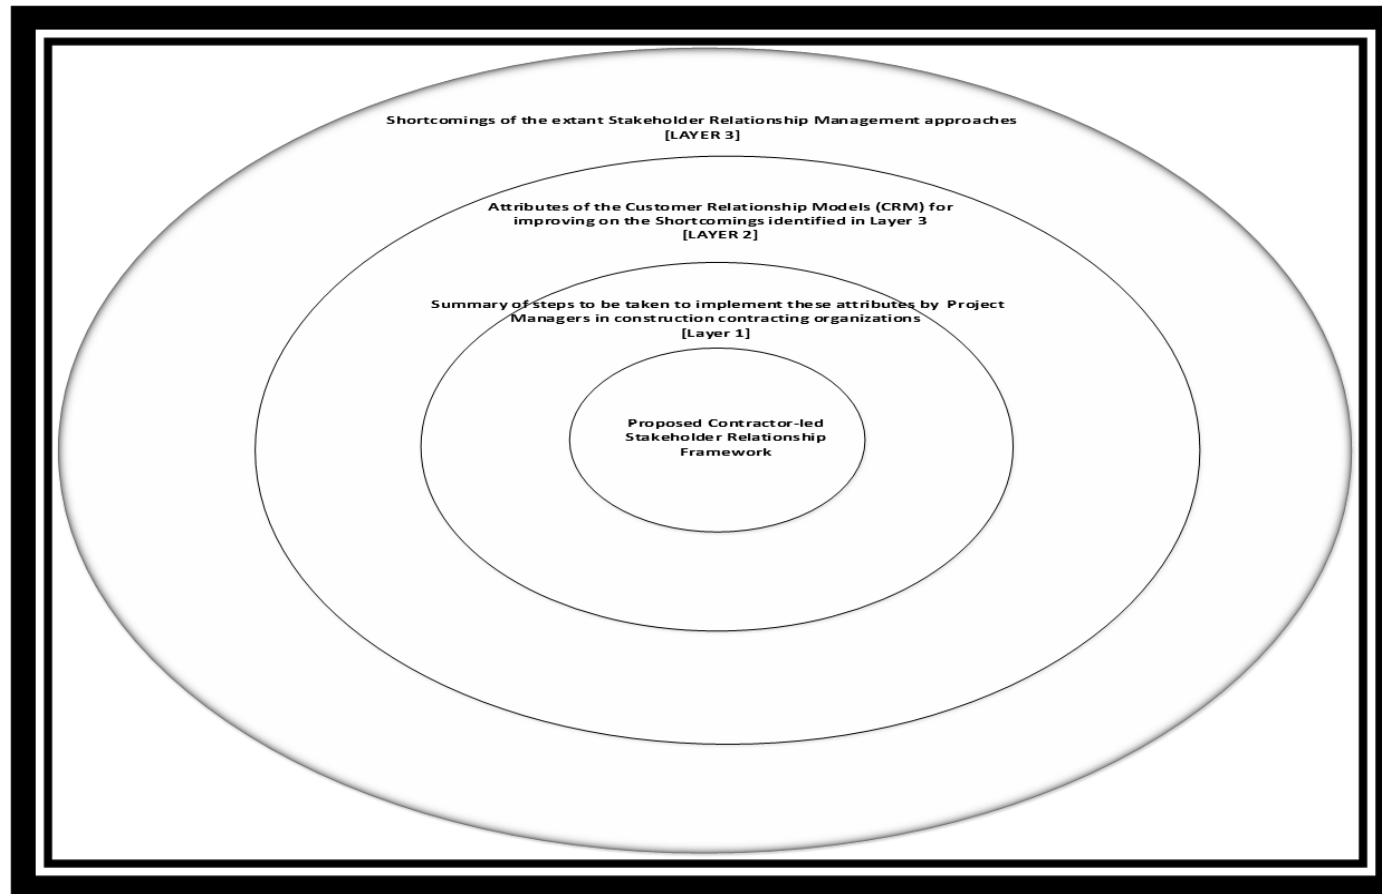 Shortcomings of the extant Stakeholder Relationship Management approaches
[LAYER 3]
Attributes of the Customer Relationship Models (CRM) for
improving on the Shortcomings identified in Layer 3
[LAYER 2]
Summary of steps to be taken to implement these attributes by Project
Managers in construction contracting organizations
[Layer 1]
Proposed Contractor-led
Stakeholder Relationship
Framework